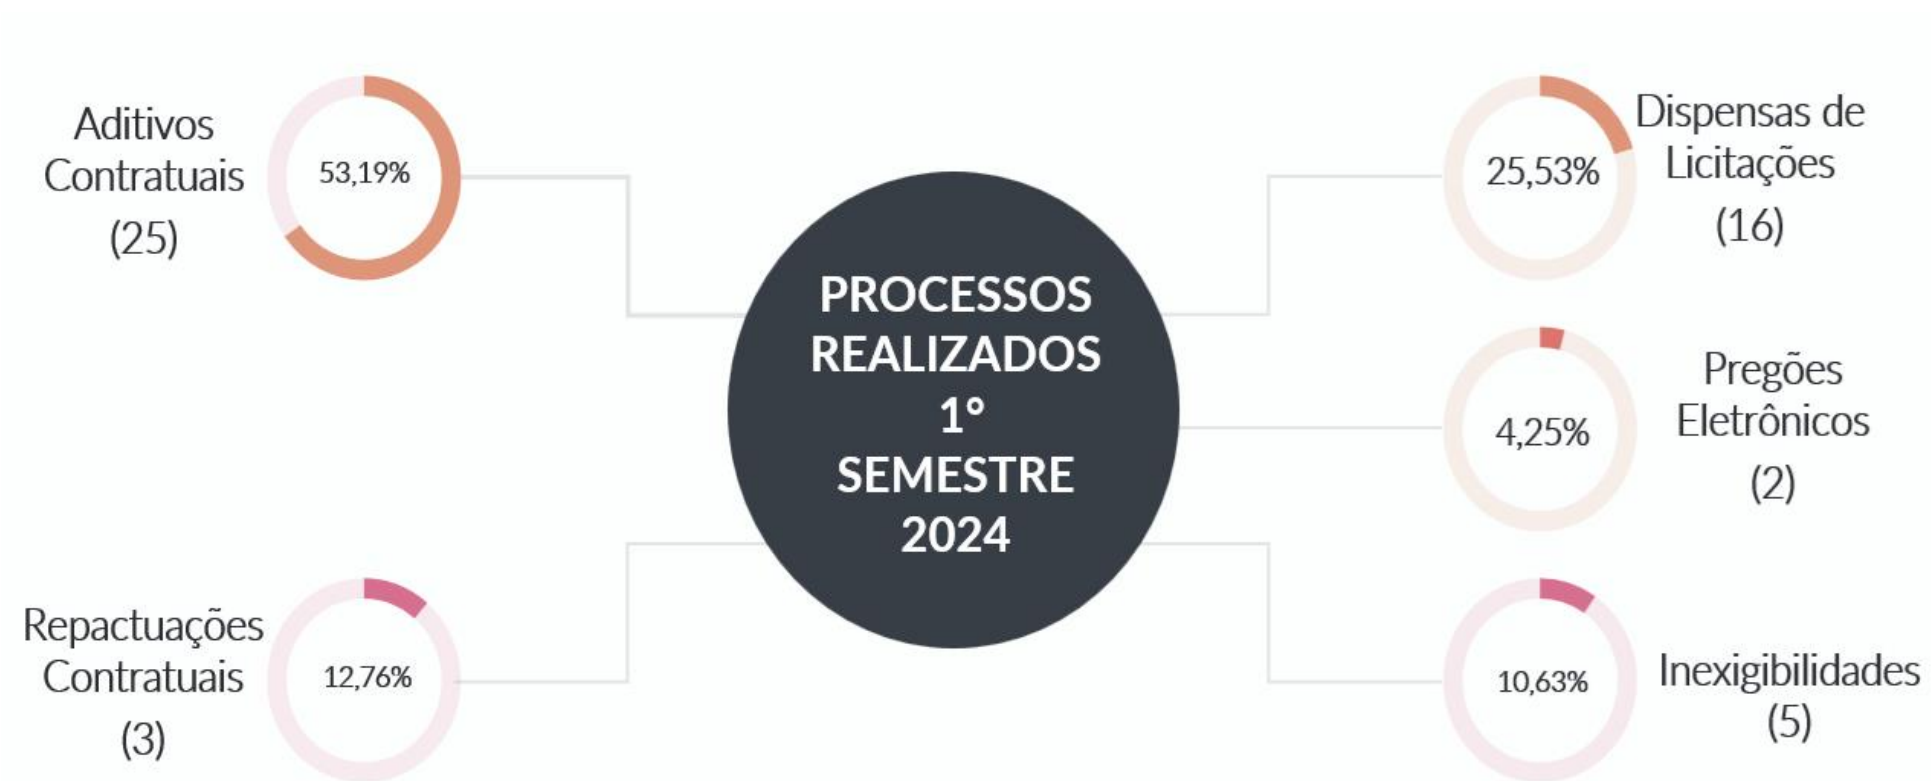 Aditivos
Contratuais
(25)
53,19%
Repactuações
Contratuais
(3)
12,76%
PROCESSOS
REALIZADOS
1º
SEMESTRE
2024
25,53%
Dispensas de
Licitações
(16)
4,25%
Pregões
Eletrônicos
(2)
10,63%
Inexigibilidades
(5)